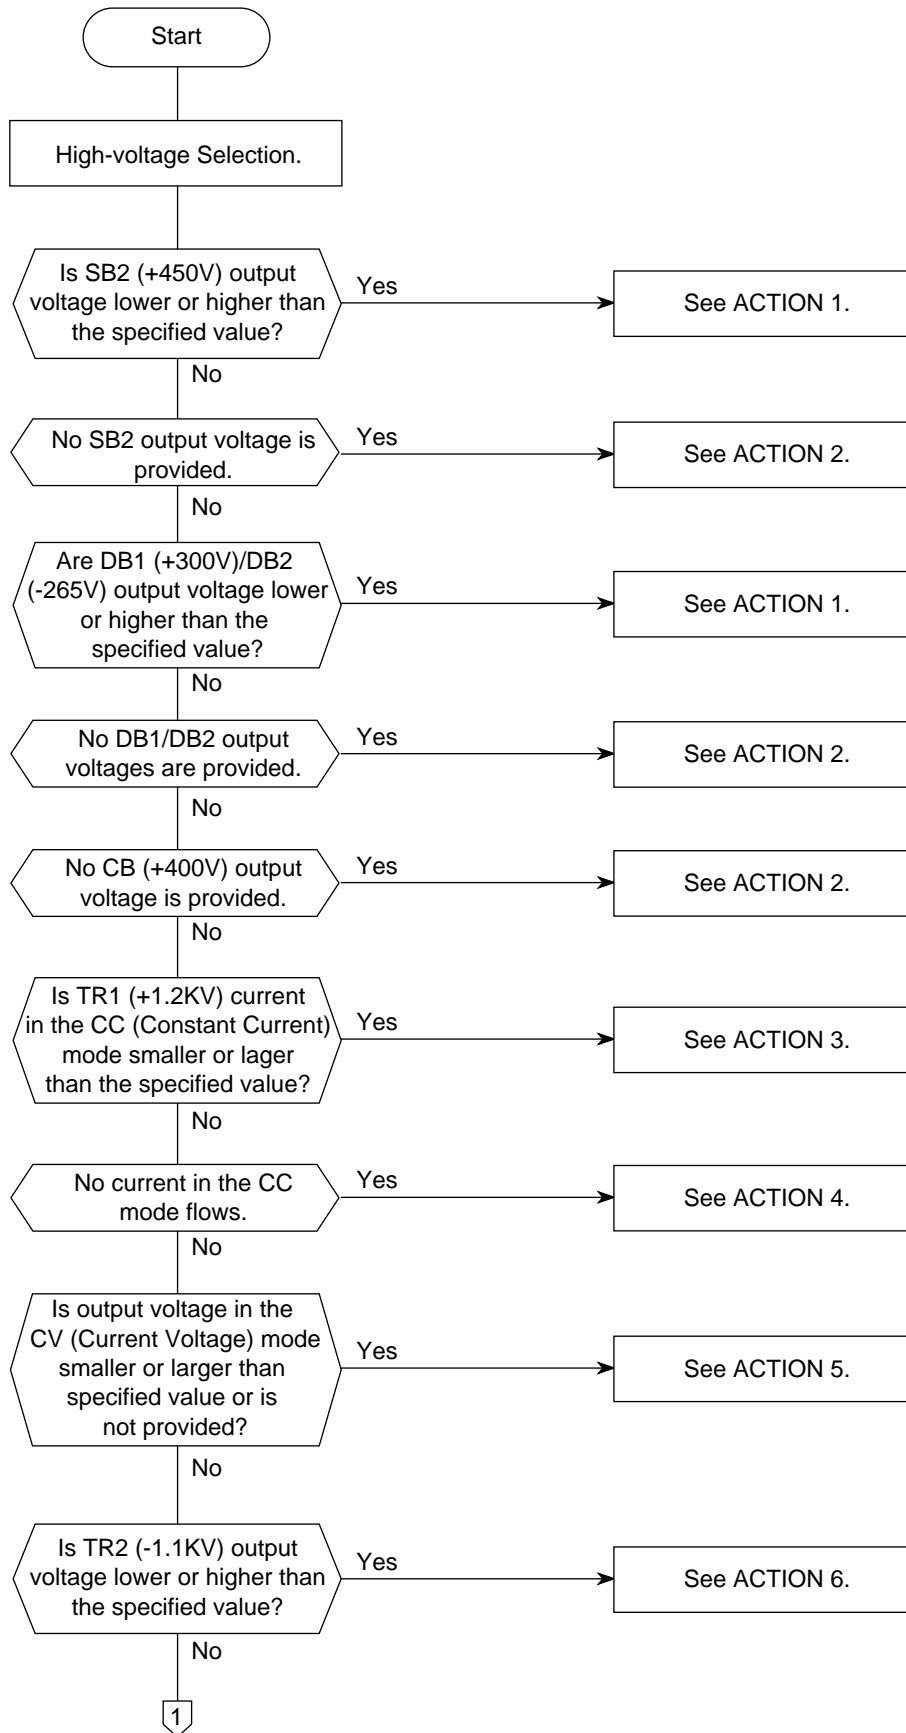 Start
High-voltage Selection.
Is SB2 (+450V) output
voltage lower or higher than
the specified value?
Yes
See ACTION 1.
No
No SB2 output voltage is
provided.
Yes
See ACTION 2.
No
Are DB1 (+300V)/DB2
(-265V) output voltage lower
or higher than the
specified value?
Yes
See ACTION 1.
No
No DB1/DB2 output
voltages are provided.
Yes
See ACTION 2.
No
No CB (+400V) output
voltage is provided.
Yes
See ACTION 2.
No
Is TR1 (+1.2KV) current
in the CC (Constant Current)
mode smaller or lager
than the specified value?
Yes
See ACTION 3.
No
No current in the CC
mode flows.
Yes
See ACTION 4.
No
Is output voltage in the
CV (Current Voltage) mode
smaller or larger than
specified value or is
not provided?
Yes
See ACTION 5.
No
Is TR2 (-1.1KV) output
voltage lower or higher than
the specified value?
Yes
See ACTION 6.
No
1